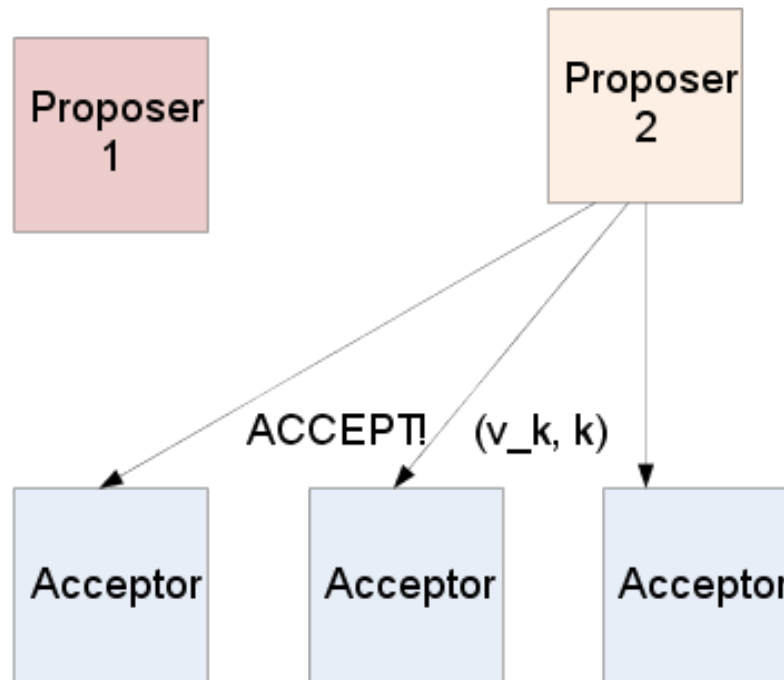 Proposer
1
Proposer
2
ACCEPT! (v_k, k)
Acceptor
Acceptor
Acceptor